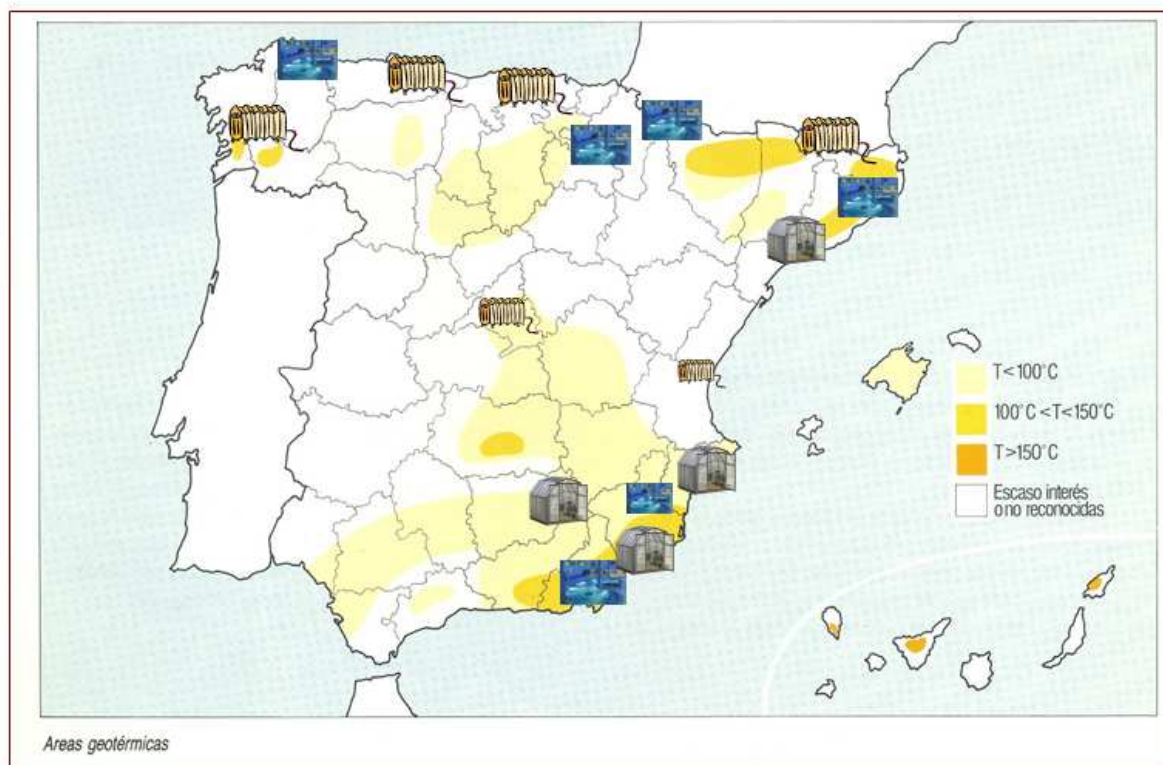 T<100°C
100°C <T<150°C
T>150°C
Escaso interés
o no reconocidas
Areas geotérmicas